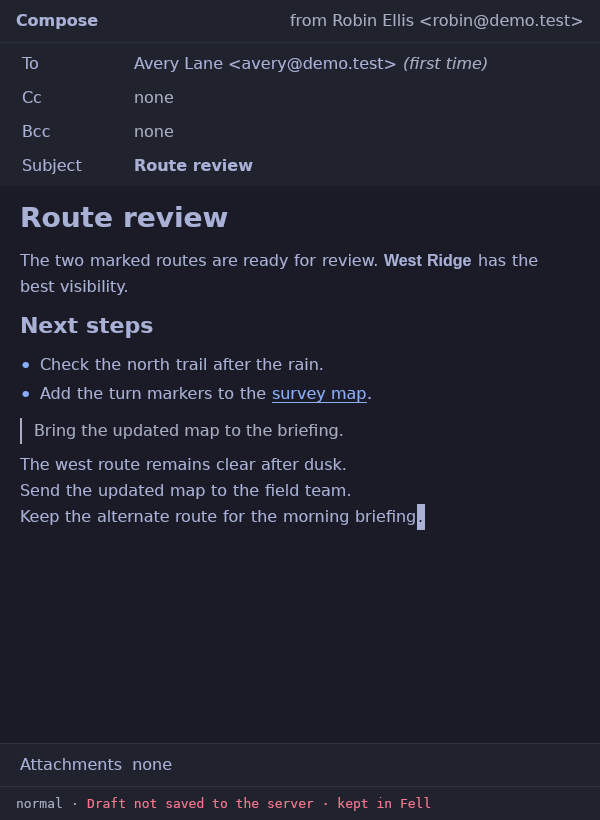 Compose from Robin Ellis <robin@demo.test>
To Avery Lane <avery@demo.test> (first time)
Cc none
Bcc none
Subject Route review
Route review
The two marked routes are ready for review. West Ridge has the
best visibility.
Next steps
• Check the north trail after the rain.
• Add the turn markers to the survey map.
Bring the updated map to the briefing.
The west route remains clear after dusk.
Send the updated map to the field team.
Keep the alternate route for the morning briefing.
Attachments none
normal · Draft not saved to the server · kept in Fell